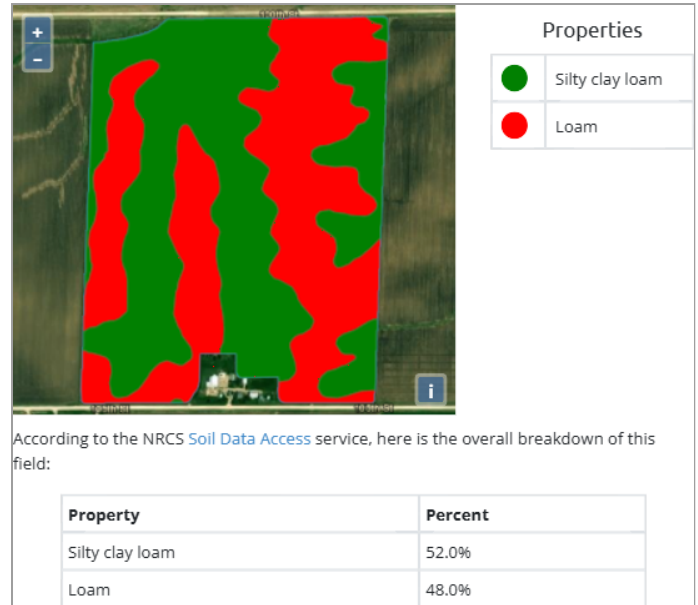 +
Properties
-
Silty clay loam
Loam
i
According to the NRCS Soil Data Access service, here is the overall breakdown of this
field:
Property Percent
Silty clay loam 52.0%
Loam 48.0%